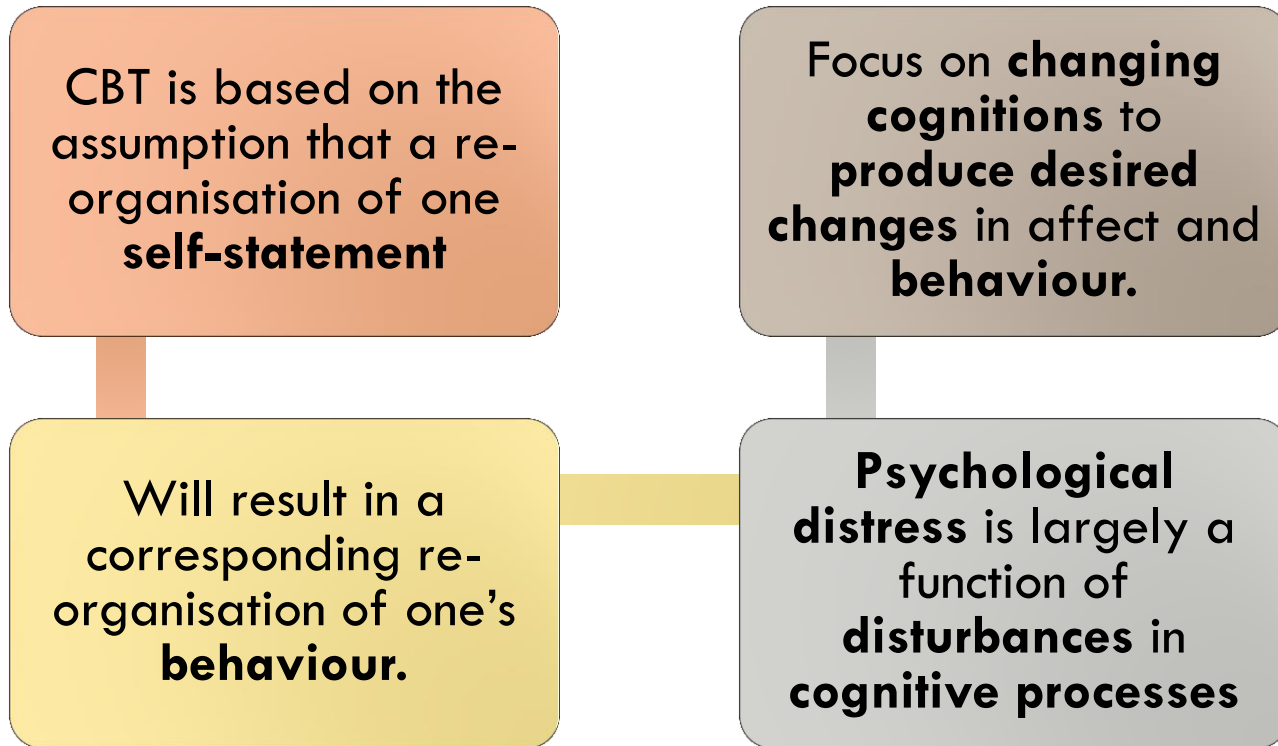 CBT is based on the
assumption that a re-
organisation of one
self-statement
Will result in a
corresponding re-
organisation of one’s
behaviour.
Psychological
distress is largely a
function of
disturbances in
cognitive processes
Focus on changing
cognitions to
produce desired
changes in affect and
behaviour.